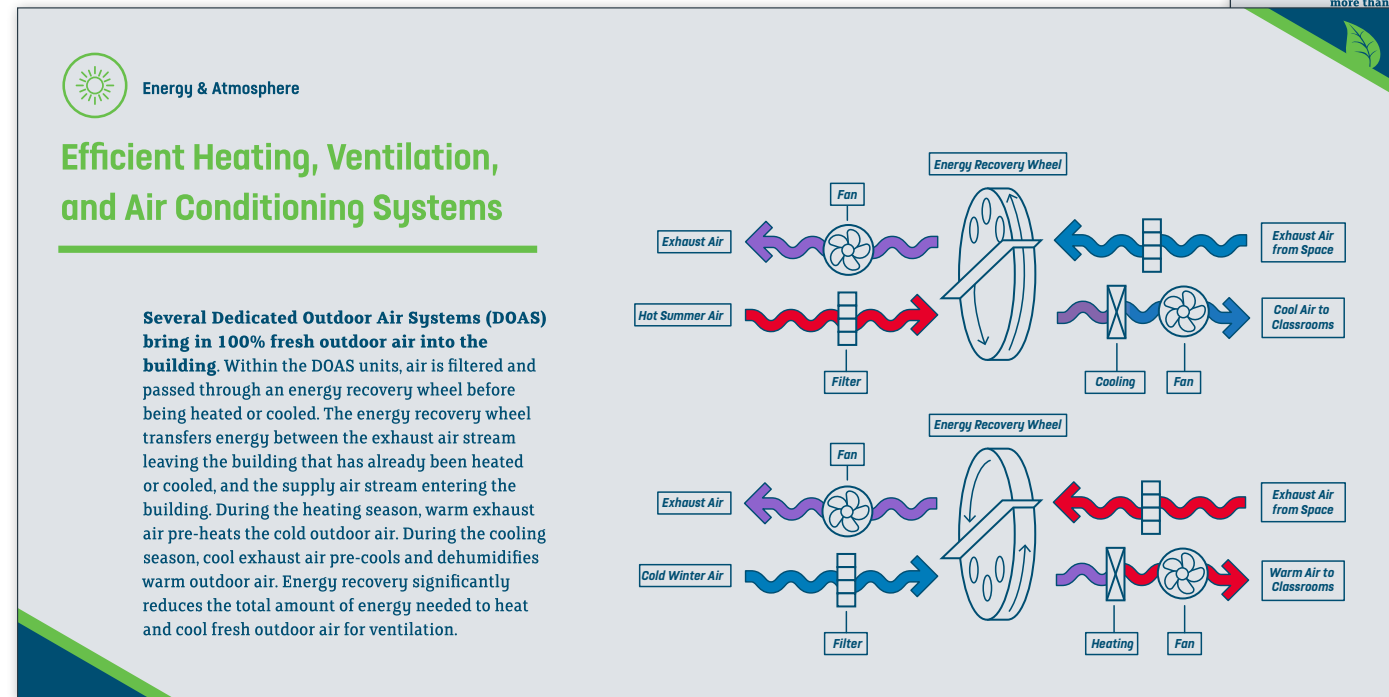 more than
Energy & Atmosphere
Efficient Heating, Ventilation,
and Air Conditioning Systems
Several Dedicated Outdoor Air Systems (DOAS)
bring in 100% fresh outdoor air into the
building. Within the DOAS units, air is filtered and
passed through an energy recovery wheel before
being heated or cooled. The energy recovery wheel
transfers energy between the exhaust air stream
leaving the building that has already been heated
or cooled, and the supply air stream entering the
building. During the heating season, warm exhaust
air pre-heats the cold outdoor air. During the cooling
season, cool exhaust air pre-cools and dehumidifies
warm outdoor air. Energy recovery significantly
reduces the total amount of energy needed to heat
and cool fresh outdoor air for ventilation.
Energy Recovery Wheel
Fan
Exhaust Air
Exhaust Air
from Space
Hot Summer Air
Cool Air to
Classrooms
Filter
Cooling
Fan
Energy Recovery Wheel
Fan
Exhaust Air
Exhaust Air
from Space
Cold Winter Air
Warm Air to
Classrooms
Filter
Heating
Fan